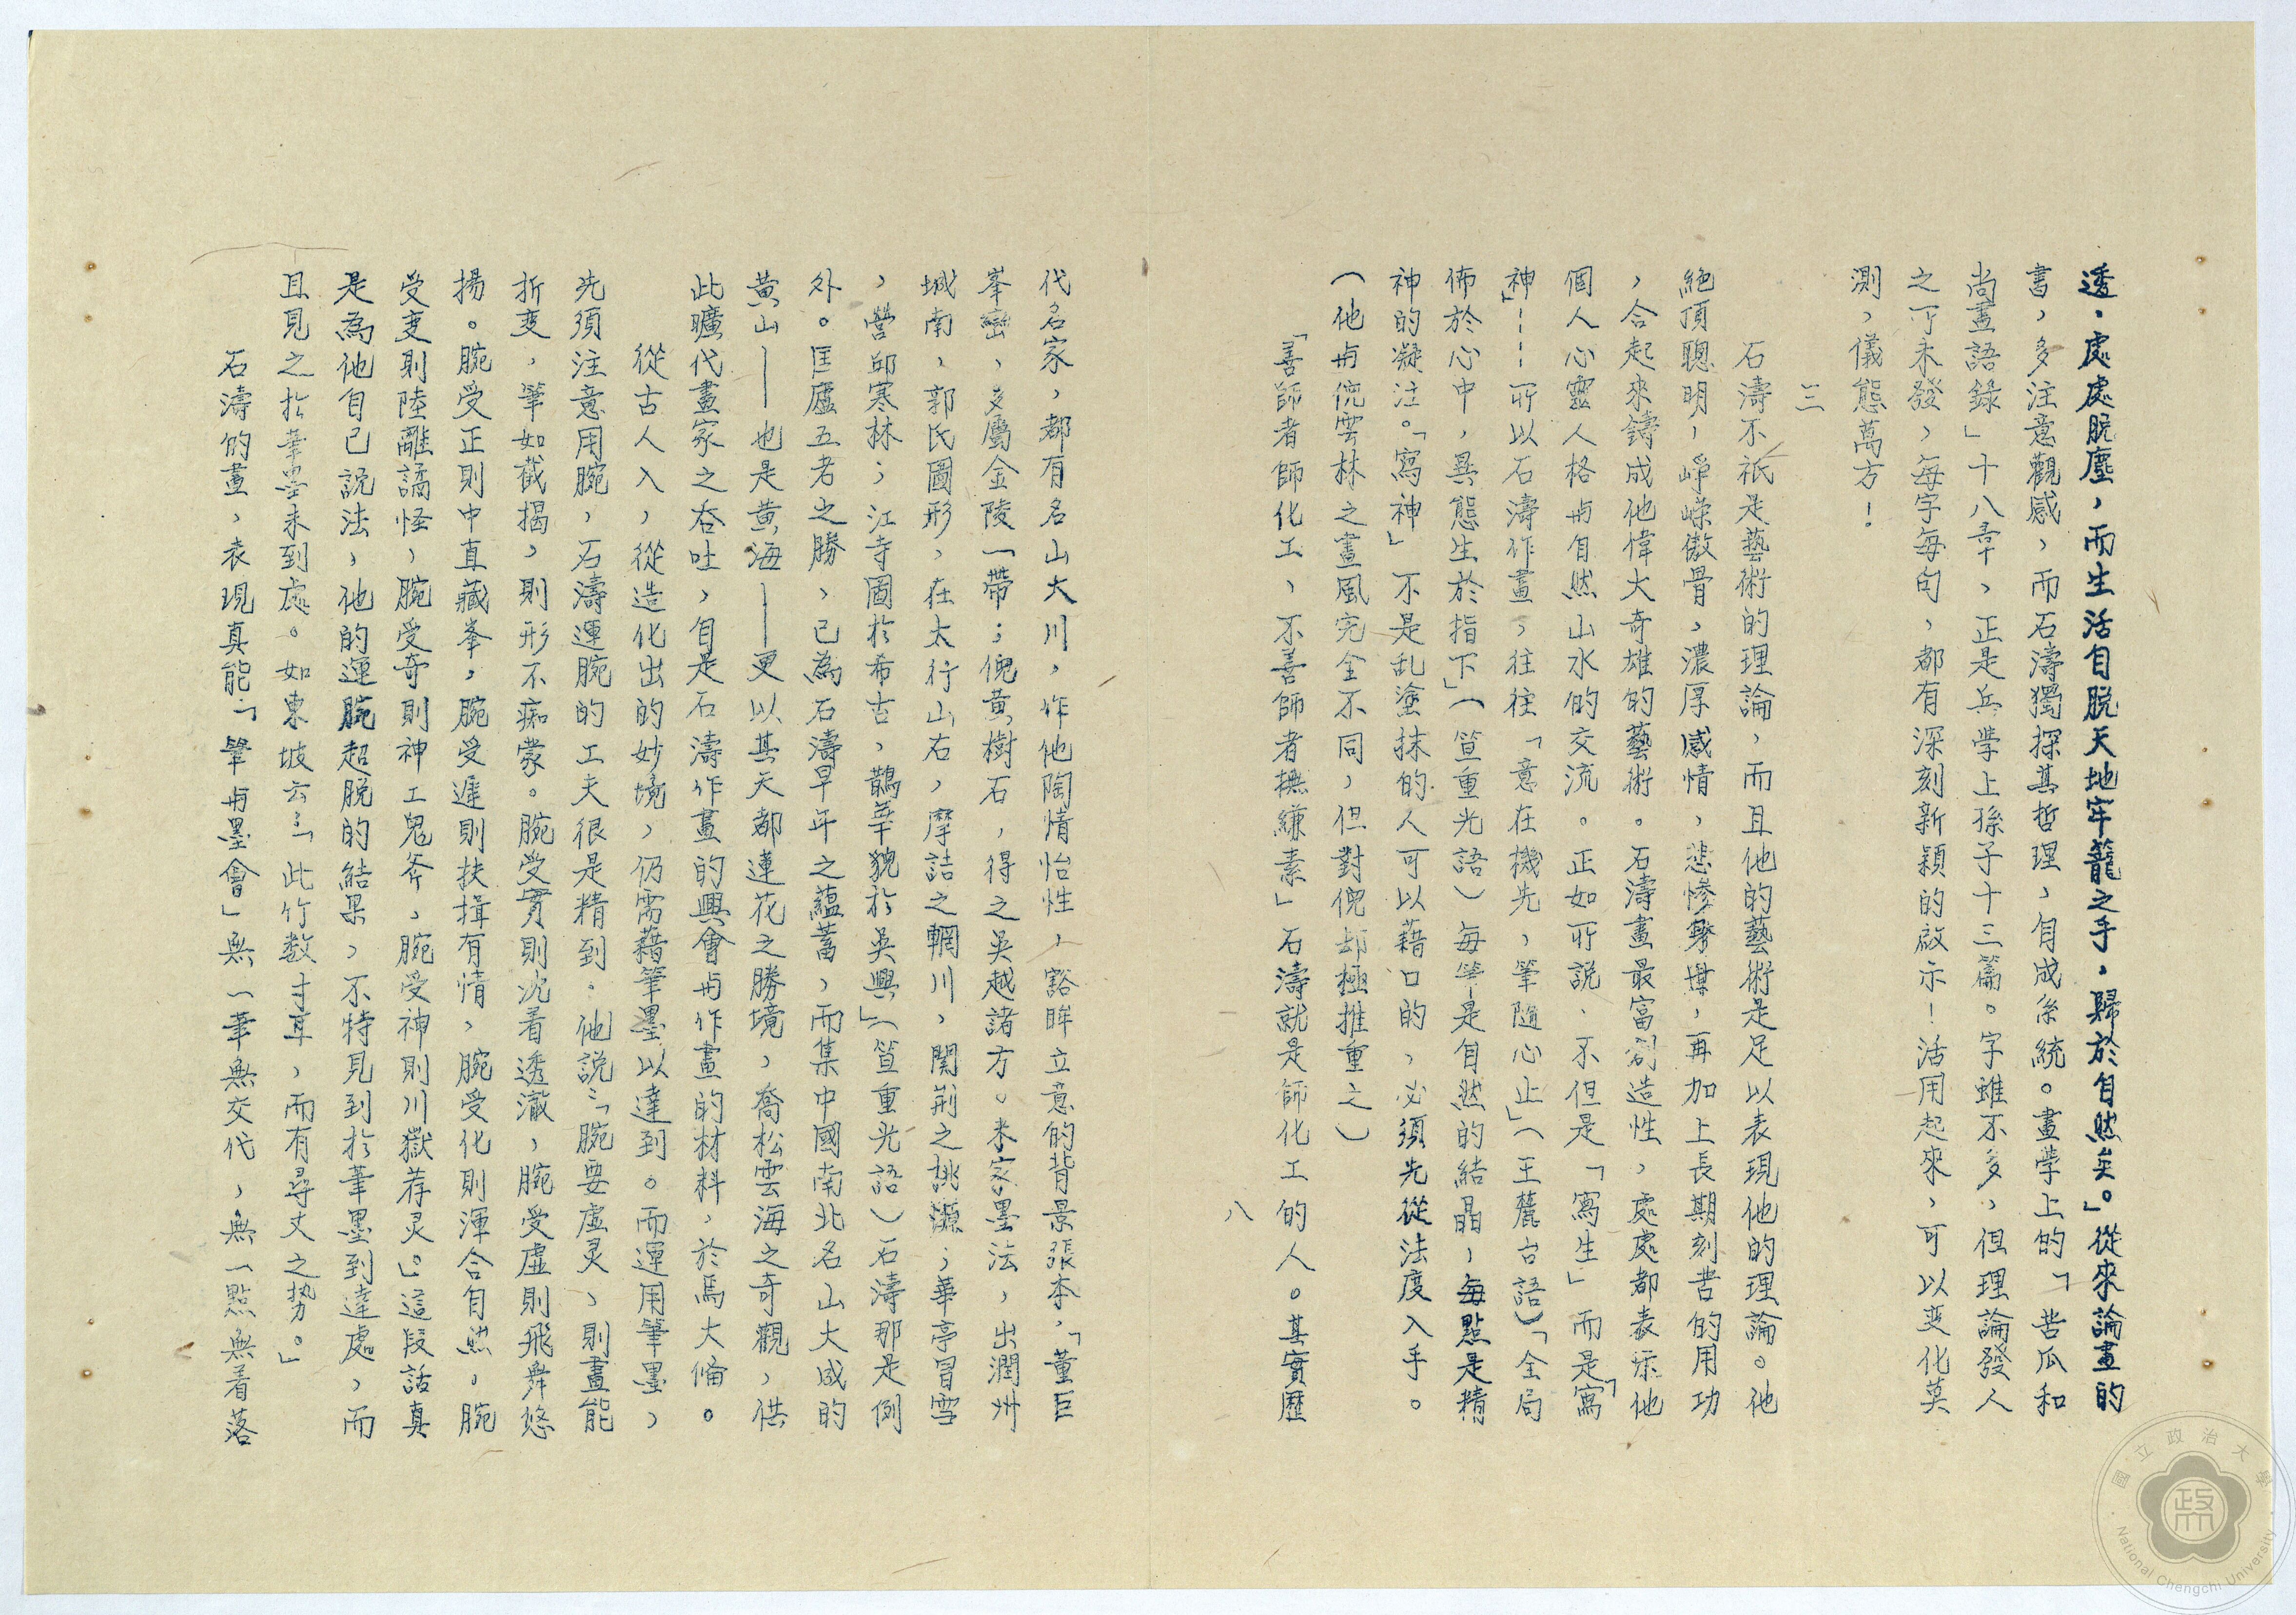 透、處處脫塵，而生活自脫天地牢籠之手，歸於自然矣。」從來論畫的
書，多注意觀感，而石濤獨探其哲理，自成系統。畫學上的「苦瓜和
尚畫語錄」十八章，正是兵學上孫子十三篇。字雖不多，但理論發人
之所未發，每字每句，都有深刻新穎的啟示！活用起來，可以变化莫
測，儀態萬方！
三
石濤不祇是藝術的理論，而且他的藝術是足以表現他的理論。他
絕頂聰明，崢嶸傲骨，濃厚感情，悲慘際遇，再加上長期刻苦的用功
，合起來鑄成他偉大奇雄的藝術。石濤畫最富創造性，處處都表示他
個人心靈人格與自然山水的交流。正如所說，不但是「寫生」而是「寫
神」……所以石濤作畫，往往「意在機先，筆隨心止」（王麓台語）「全局
佈於心中，異態生於指下」（笪重光語）每筆是自然的結晶，每點是精
神的凝注。「寫神」不是乱塗抹的人可以藉口的，必須先從法度入手。
（他與倪雲林之畫風完全不同，但對倪却極推重之）
「善師者師化工，不善師者撫縑素」石濤就是師化工的人。其實歷
八
代名家，都有名山大川，作他陶情怡性，豁眸立意的背景張本，「董巨
峯巒，多屬金陵一帶；倪黃樹石，得之吳越諸方。米家墨法，出潤州
城南，郭氏圖形，在太行山右，摩詰之輞川，関荆之桃源；華亭冒雪
，營邱寒林；江寺圖於希古，鵲華貌於吳興」（笪重光語）石濤那是例
外。匡廬五老之勝，已為石濤早年之蘊蓄，而集中國南北名山大成的
黃山——也是黃海——更以其天都蓮花之勝境，喬松雲海之奇觀，供
此曠代畫家之吞吐，自是石濤作畫的興會與作畫的材料，於馬大俻。
從古人入，從造化出的妙境，仍需藉筆墨以達到。而運用筆墨，
先須注意用腕，石濤運腕的工夫很是精到。他說：「腕要虛灵，則畫能
折变，筆如截揭，則形不痴蒙。腕受實則沈着透澈，腕受虛則飛舞悠
揚。腕受正則中直藏峯，腕受遲則扶揖有情，腕受化則渾合自然，腕
受变則陸離譎怪，腕受奇則神工鬼斧，腕受神則川嶽荐灵。」這段話真
是為他自己說法，他的運腕超脫的結果，不特見到於筆墨到達處，而
且見之於筆墨未到處。如東坡云：「此竹数寸耳，而有尋丈之势。」
石濤的畫，表現真能「筆與墨會」無一筆無交代，無一點無着落
國立政治大學
National Chengchi University